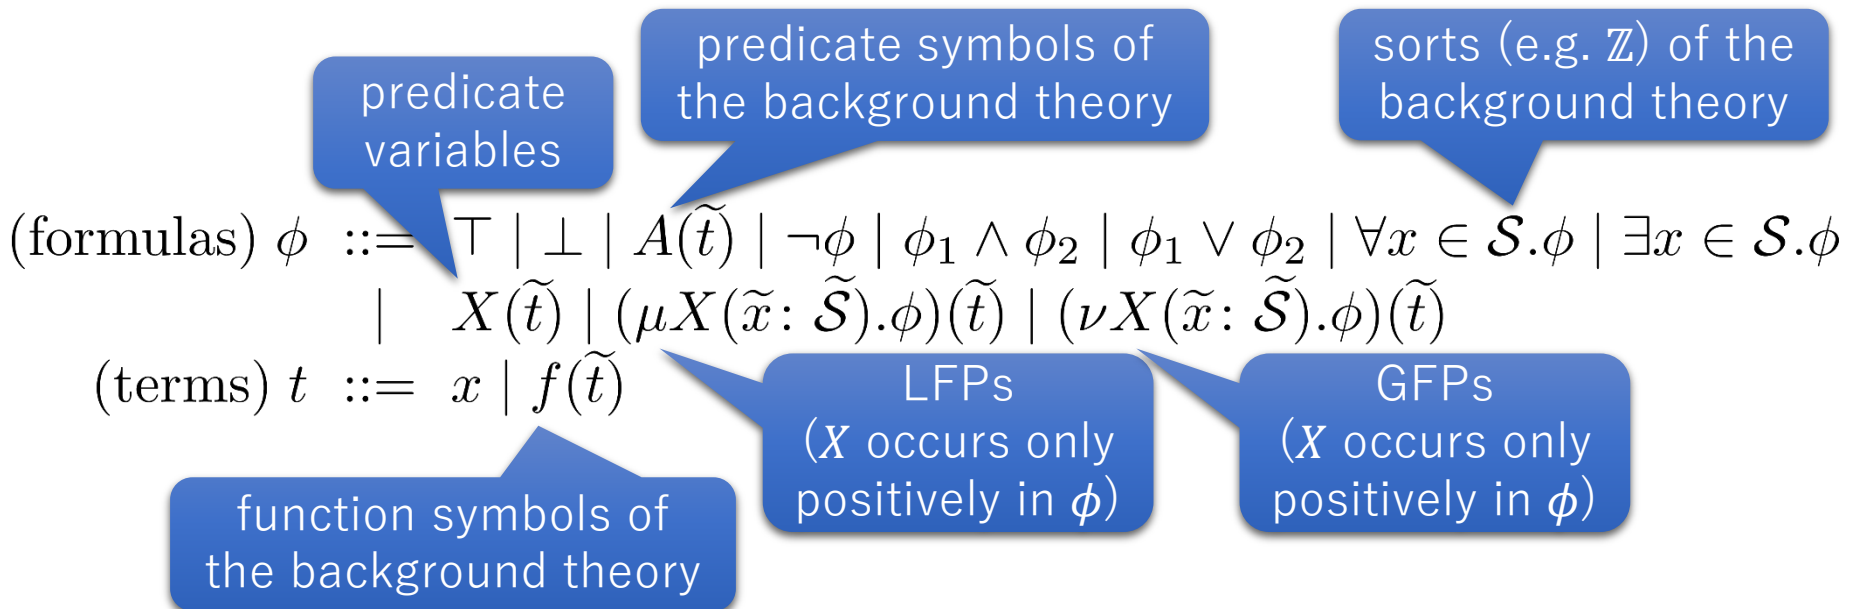 predicate symbols of
the background theory
sorts (e.g. ℤ) of the
background theory
predicate
variables
(formulas) ϕ ::= ⊤ | ⊥ | A(t̃) | ¬ϕ | ϕ₁ ∧ ϕ₂ | ϕ₁ ∨ ϕ₂ | ∀x ∈ 𝒮.ϕ | ∃x ∈ 𝒮.ϕ
| X(t̃) | (μX(x̃: 𝒮̃).ϕ)(t̃) | (νX(x̃: 𝒮̃).ϕ)(t̃)
(terms) t ::= x | f(t̃)
LFPs
(X occurs only
positively in ϕ)
GFPs
(X occurs only
positively in ϕ)
function symbols of
the background theory